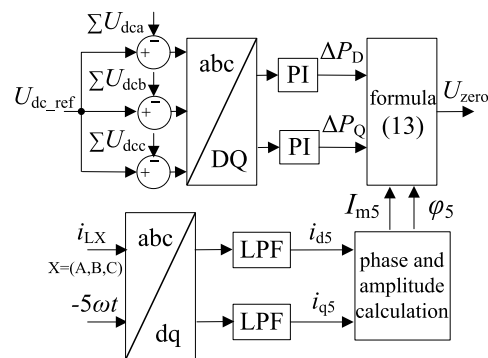 ∑U_dca
−
+
∑U_dcb
−
U_dc_ref
+
∑U_dcc
−
+
abc
DQ
PI
ΔP_D
PI
ΔP_Q
formula
(13)
U_zero
I_m5
φ_5
i_LX
X=(A,B,C)
-5ωt
abc
dq
LPF
i_d5
LPF
i_q5
phase and
amplitude
calculation